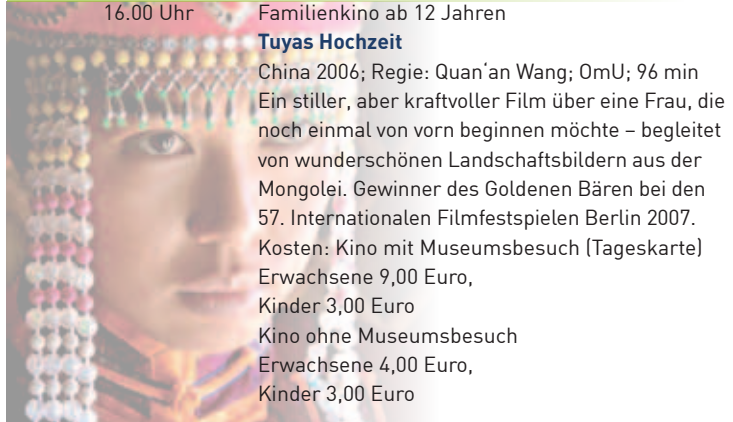 16.00 Uhr Familienkino ab 12 Jahren
Tuyas Hochzeit
China 2006; Regie: Quan‘an Wang; OmU; 96 min
Ein stiller, aber kraftvoller Film über eine Frau, die
noch einmal von vorn beginnen möchte – begleitet
von wunderschönen Landschaftsbildern aus der
Mongolei. Gewinner des Goldenen Bären bei den
57. Internationalen Filmfestspielen Berlin 2007.
Kosten: Kino mit Museumsbesuch (Tageskarte)
Erwachsene 9,00 Euro,
Kinder 3,00 Euro
Kino ohne Museumsbesuch
Erwachsene 4,00 Euro,
Kinder 3,00 Euro